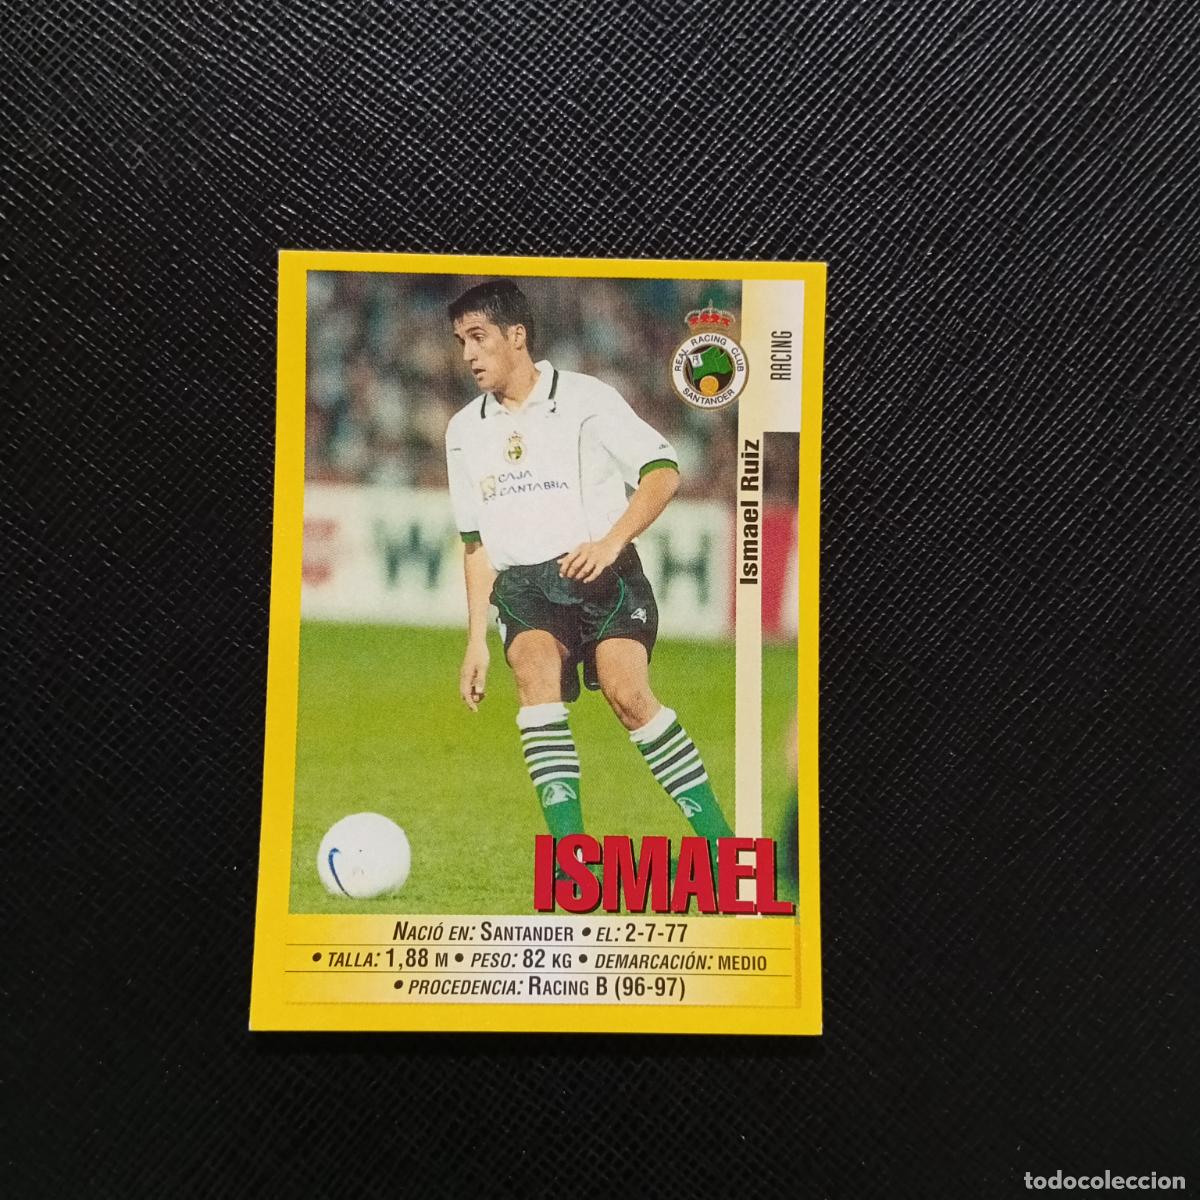 REAL RACING CLUB
SANTANDER
RACING
Ismael Ruiz
CAJA
CANTABRIA
ISMAEL
NACIÓ EN: SANTANDER • EL: 2-7-77
• TALLA: 1,88 M • PESO: 82 KG • DEMARCACIÓN: MEDIO
• PROCEDENCIA: RACING B (96-97)
todocoleccion